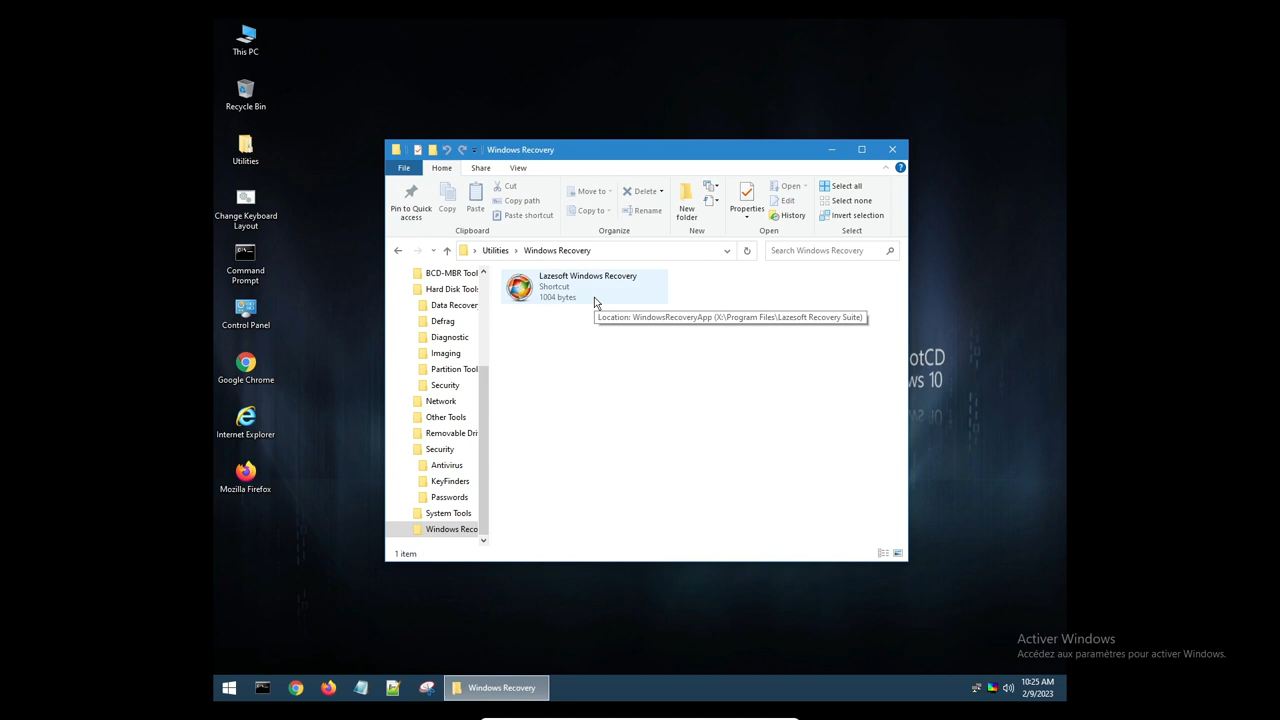 This PC
Recycle Bin
Utilities
Change Keyboard
Layout
Command
Prompt
Control Panel
Google Chrome
Internet Explorer
Mozilla Firefox
Windows Recovery
File
Home
Share
View
Pin to Quick
access
Copy
Paste
Cut
Copy path
Paste shortcut
Clipboard
Move to
Copy to
Delete
Rename
Organize
New
folder
New
Properties
Open
Edit
History
Open
Select all
Select none
Invert selection
Select
Utilities
Windows Recovery
Search Windows Recovery
BCD-MBR Tool
Hard Disk Tools
Data Recovery
Defrag
Diagnostic
Imaging
Partition Tool
Security
Network
Other Tools
Removable Dri
Security
Antivirus
KeyFinders
Passwords
System Tools
Windows Reco
Lazesoft Windows Recovery
Shortcut
1004 bytes
Location: WindowsRecoveryApp (X:\Program Files\Lazesoft Recovery Suite)
1 item
otCD
ws 10
Activer Windows
Accédez aux paramètres pour activer Windows.
Windows Recovery
10:25 AM
2/9/2023